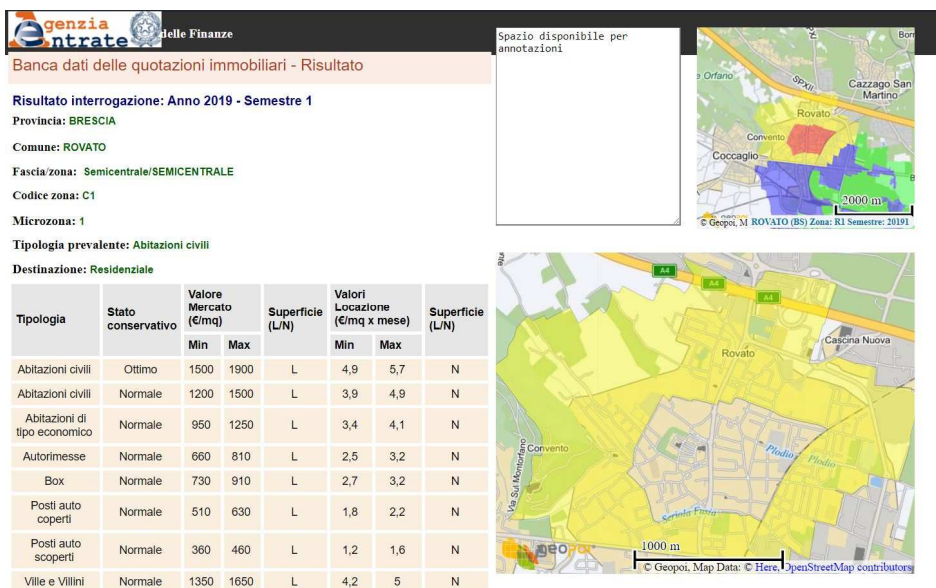 genzia
ntrate
delle Finanze
Banca dati delle quotazioni immobiliari - Risultato
Risultato interrogazione: Anno 2019 - Semestre 1
Provincia: BRESCIA
Comune: ROVATO
Fascia/zona: Semicentrale/SEMICENTRALE
Codice zona: C1
Microzona: 1
Tipologia prevalente: Abitazioni civili
Destinazione: Residenziale
Tipologia Stato conservativo Valore Mercato (€/mq) Superficie (L/N) Valori Locazione (€/mq x mese) Superficie (L/N)
Min Max Min Max
Abitazioni civili Ottimo 1500 1900 L 4,9 5,7 N
Abitazioni civili Normale 1200 1500 L 3,9 4,9 N
Abitazioni di tipo economico Normale 950 1250 L 3,4 4,1 N
Autorimesse Normale 660 810 L 2,5 3,2 N
Box Normale 730 910 L 2,7 3,2 N
Posti auto coperti Normale 510 630 L 1,8 2,2 N
Posti auto scoperti Normale 360 460 L 1,2 1,6 N
Ville e Villini Normale 1350 1650 L 4,2 5 N
Spazio disponibile per
annotazioni
Orfano
SPXII
Cazzago San
Martino
Rovato
Convento
Coccaglio
2000 m
© Geopoi, M ROVATO (BS) Zona: R1 Semestre: 20191
A4
A4
A4
Cascina Nuova
Rovato
Convento
Via Sul Montorfano
Plodio
Plodio
Seriola Fusia
geopoi
1000 m
© Geopoi, Map Data: © Here, OpenStreetMap contributors